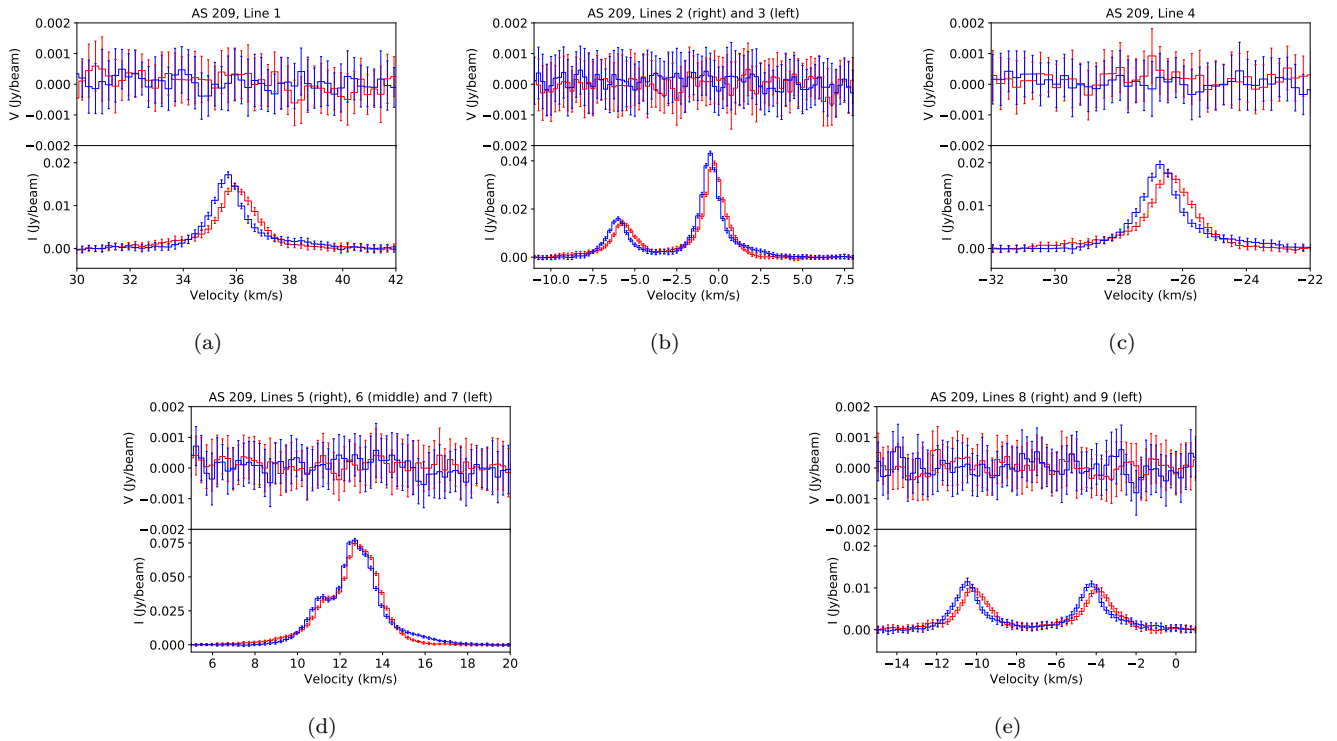 AS 209, Line 1
0.002
0.001
0.000
−0.001
−0.002
V (Jy/beam)
0.02
0.01
0.00
I (Jy/beam)
30 32 34 36 38 40 42
Velocity (km/s)
(a)
AS 209, Lines 2 (right) and 3 (left)
0.002
0.001
0.000
−0.001
−0.002
V (Jy/beam)
0.04
0.02
0.00
I (Jy/beam)
−10.0 −7.5 −5.0 −2.5 0.0 2.5 5.0 7.5
Velocity (km/s)
(b)
AS 209, Line 4
0.002
0.001
0.000
−0.001
−0.002
V (Jy/beam)
0.02
0.01
0.00
I (Jy/beam)
−32 −30 −28 −26 −24 −22
Velocity (km/s)
(c)
AS 209, Lines 5 (right), 6 (middle) and 7 (left)
0.002
0.001
0.000
−0.001
−0.002
V (Jy/beam)
0.075
0.050
0.025
0.000
I (Jy/beam)
6 8 10 12 14 16 18 20
Velocity (km/s)
(d)
AS 209, Lines 8 (right) and 9 (left)
0.002
0.001
0.000
−0.001
−0.002
V (Jy/beam)
0.02
0.01
0.00
I (Jy/beam)
−14 −12 −10 −8 −6 −4 −2 0
Velocity (km/s)
(e)